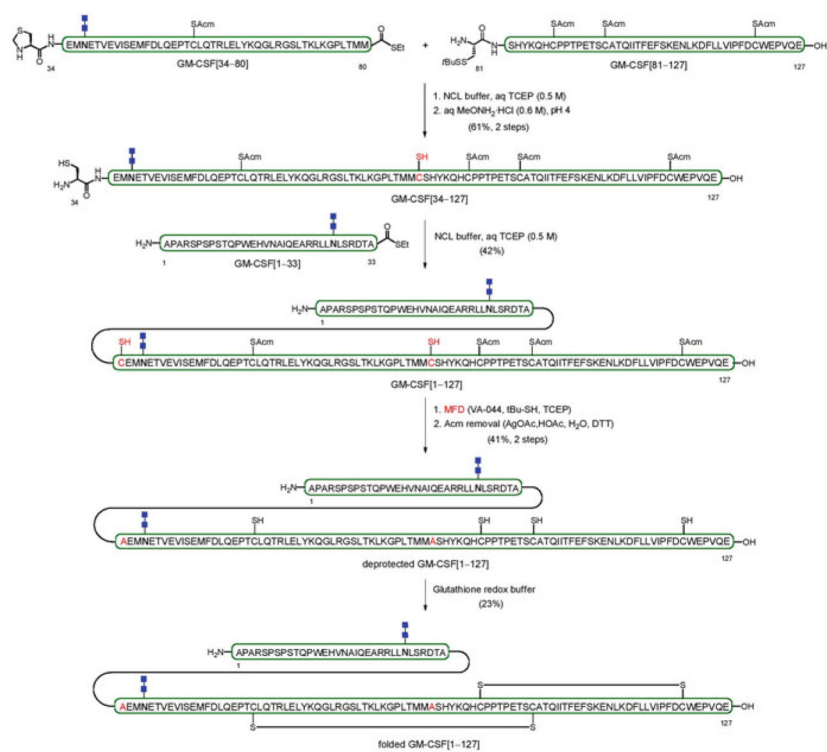 SAcm
HN
NH
O
EMNETVEVISEMFDLQEPTCLQTRLELYKQGLRGSLTKLKGPLTMM
O
SEt
34
80
GM-CSF[34–80]
+
H2N
O
HN
tBuSS
81
SAcm SAcm SAcm
SHYKQHCPPTPETSCATQIITFEFSKENLKDFLLVIPFDCWEPVQE
OH
127
GM-CSF[81–127]
1. NCL buffer, aq TCEP (0.5 M)
2. aq MeONH2·HCl (0.6 M), pH 4
(61%, 2 steps)
HS
H2N
O
HN
34
SAcm SH SAcm SAcm SAcm
EMNETVEVISEMFDLQEPTCLQTRLELYKQGLRGSLTKLKGPLTMMCSHYKQHCPPTPETSCATQIITFEFSKENLKDFLLVIPFDCWEPVQE
OH
127
GM-CSF[34–127]
H2N
APARSPSPSTQPWEHVNAIQEARRLLNLSRDTA
O
SEt
1 33
GM-CSF[1–33]
NCL buffer, aq TCEP (0.5 M)
(42%)
H2N
APARSPSPSTQPWEHVNAIQEARRLLNLSRDTA
1
SH SAcm SH SAcm SAcm SAcm
CEMNETVEVISEMFDLQEPTCLQTRLELYKQGLRGSLTKLKGPLTMMCSHYKQHCPPTPETSCATQIITFEFSKENLKDFLLVIPFDCWEPVQE
OH
127
GM-CSF[1–127]
1. MFD (VA-044, tBu-SH, TCEP)
2. Acm removal (AgOAc,HOAc, H2O, DTT)
(41%, 2 steps)
H2N
APARSPSPSTQPWEHVNAIQEARRLLNLSRDTA
1
SH SH SH SH
AEMNETVEVISEMFDLQEPTCLQTRLELYKQGLRGSLTKLKGPLTMMASHYKQHCPPTPETSCATQIITFEFSKENLKDFLLVIPFDCWEPVQE
OH
127
deprotected GM-CSF[1–127]
Glutathione redox buffer
(23%)
H2N
APARSPSPSTQPWEHVNAIQEARRLLNLSRDTA
1
S S
AEMNETVEVISEMFDLQEPTCLQTRLELYKQGLRGSLTKLKGPLTMMASHYKQHCPPTPETSCATQIITFEFSKENLKDFLLVIPFDCWEPVQE
OH
127
S S
folded GM-CSF[1–127]